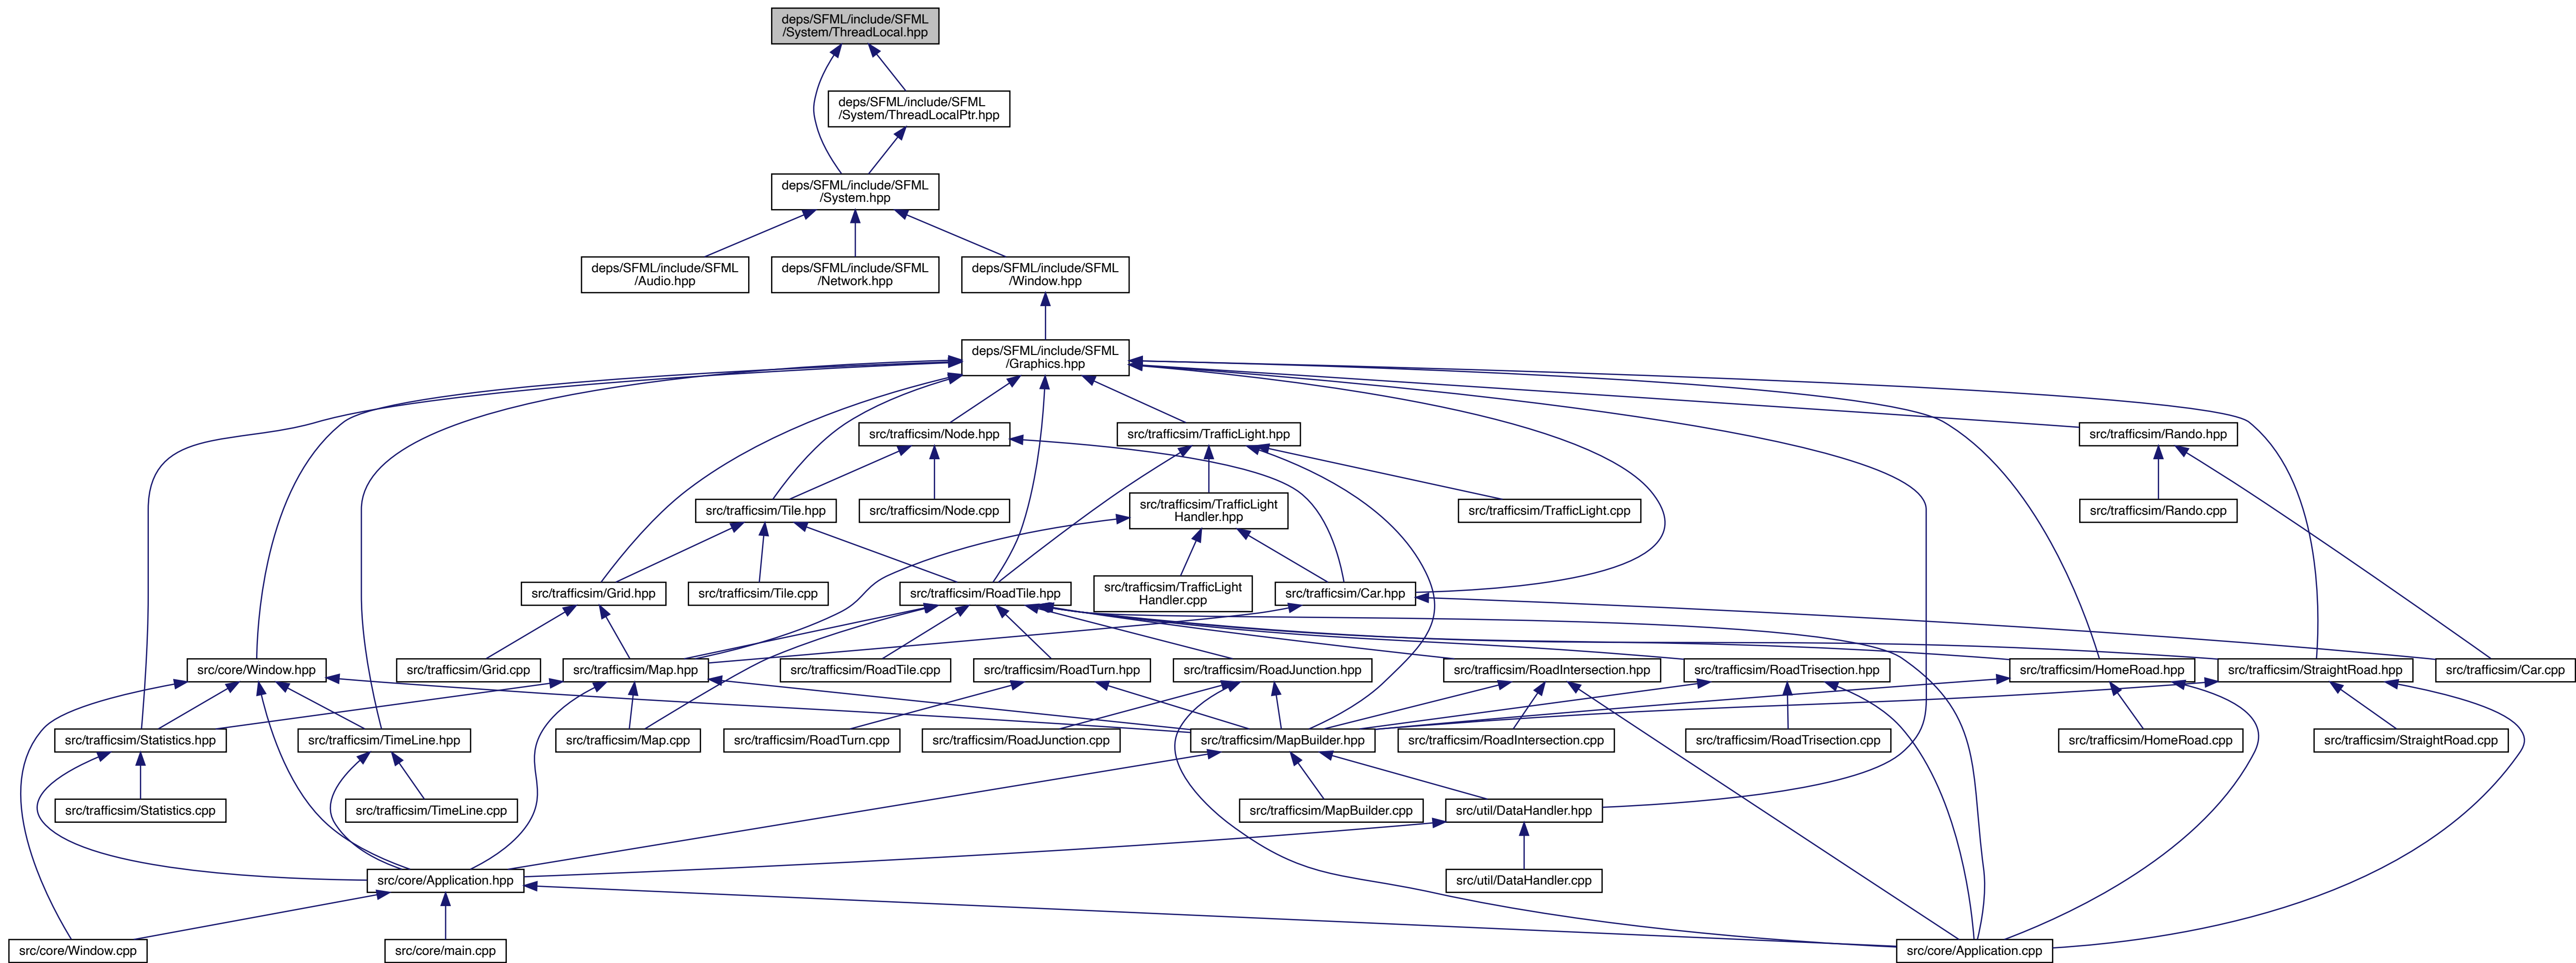 deps/SFML/include/SFML
/System/ThreadLocal.hpp
deps/SFML/include/SFML
/System/ThreadLocalPtr.hpp
deps/SFML/include/SFML
/System.hpp
deps/SFML/include/SFML
/Audio.hpp
deps/SFML/include/SFML
/Network.hpp
deps/SFML/include/SFML
/Window.hpp
deps/SFML/include/SFML
/Graphics.hpp
src/trafficsim/Node.hpp
src/trafficsim/TrafficLight.hpp
src/trafficsim/Rando.hpp
src/trafficsim/Tile.hpp
src/trafficsim/Node.cpp
src/trafficsim/TrafficLight
Handler.hpp
src/trafficsim/TrafficLight.cpp
src/trafficsim/Rando.cpp
src/trafficsim/Grid.hpp
src/trafficsim/Tile.cpp
src/trafficsim/RoadTile.hpp
src/trafficsim/TrafficLight
Handler.cpp
src/trafficsim/Car.hpp
src/core/Window.hpp
src/trafficsim/Grid.cpp
src/trafficsim/Map.hpp
src/trafficsim/RoadTile.cpp
src/trafficsim/RoadTurn.hpp
src/trafficsim/RoadJunction.hpp
src/trafficsim/RoadIntersection.hpp
src/trafficsim/RoadTrisection.hpp
src/trafficsim/HomeRoad.hpp
src/trafficsim/StraightRoad.hpp
src/trafficsim/Car.cpp
src/trafficsim/Statistics.hpp
src/trafficsim/TimeLine.hpp
src/trafficsim/Map.cpp
src/trafficsim/RoadTurn.cpp
src/trafficsim/RoadJunction.cpp
src/trafficsim/MapBuilder.hpp
src/trafficsim/RoadIntersection.cpp
src/trafficsim/RoadTrisection.cpp
src/trafficsim/HomeRoad.cpp
src/trafficsim/StraightRoad.cpp
src/trafficsim/Statistics.cpp
src/trafficsim/TimeLine.cpp
src/trafficsim/MapBuilder.cpp
src/util/DataHandler.hpp
src/core/Application.hpp
src/util/DataHandler.cpp
src/core/Window.cpp
src/core/main.cpp
src/core/Application.cpp